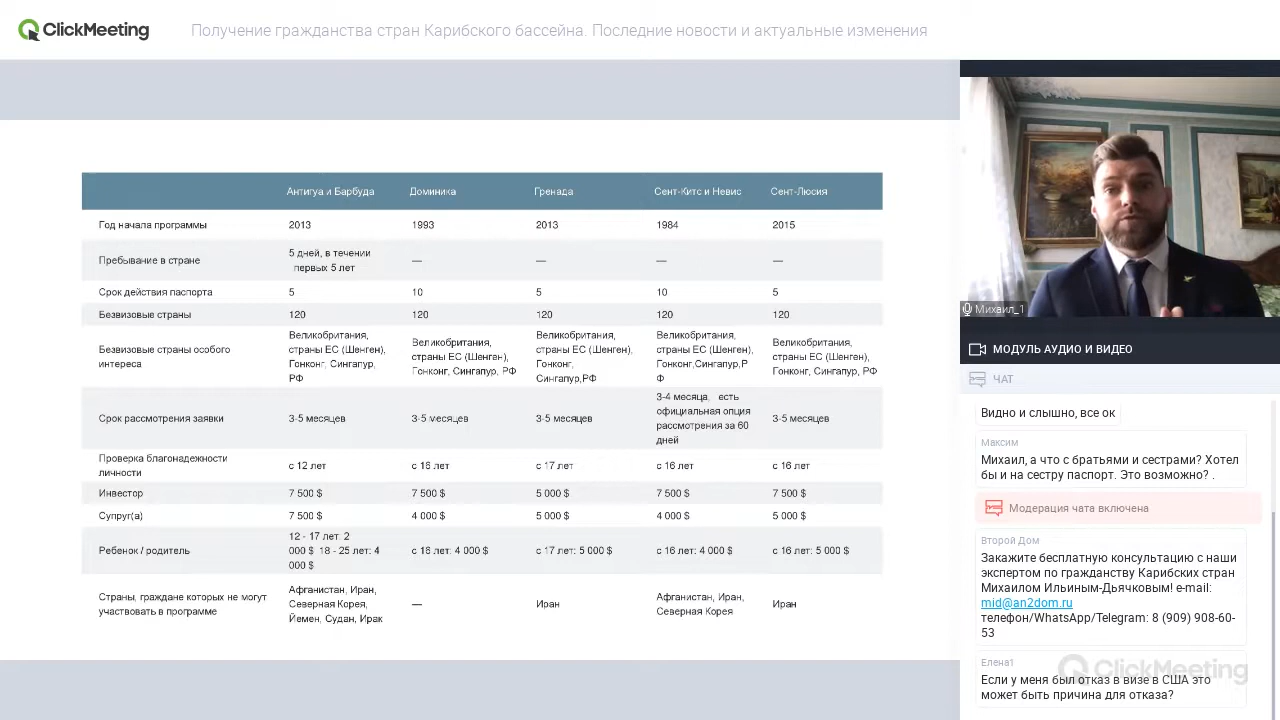 ClickMeeting
Получение гражданства стран Карибского бассейна. Последние новости и актуальные изменения
Антигуа и Барбуда Доминика Гренада Сент-Китс и Невис Сент-Люсия
Год начала программы 2013 1993 2013 1984 2015
Пребывание в стране 5 дней, в течении первых 5 лет — — — —
Срок действия паспорта 5 10 5 10 5
Безвизовые страны 120 120 120 120 120
Безвизовые страны особого интереса
Великобритания, страны ЕС (Шенген), Гонконг, Сингапур, РФ
Великобритания, страны ЕС (Шенген), Гонконг, Сингапур, РФ
Великобритания, страны ЕС (Шенген), Гонконг, Сингапур,РФ
Великобритания, страны ЕС (Шенген), Гонконг,Сингапур,РФ
Великобритания, страны ЕС (Шенген), Гонконг, Сингапур, РФ
Срок рассмотрения заявки 3-5 месяцев 3-5 месяцев 3-5 месяцев 3-4 месяца, есть официальная опция рассмотрения за 60 дней 3-5 месяцев
Проверка благонадежности личности с 12 лет с 16 лет с 17 лет с 16 лет с 16 лет
Инвестор 7 500 $ 7 500 $ 5 000 $ 7 500 $ 7 500 $
Супруг(а) 4 000 $ 5 000 $ 4 000 $ 5 000 $
Ребенок / родитель 12 - 17 лет: 2 000 $ 18 - 25 лет: 4 000 $ с 16 лет: 4 000 $ с 17 лет: 5 000 $ с 16 лет: 4 000 $ с 16 лет: 5 000 $
Страны, граждане которых не могут участвовать в программе Афганистан, Иран, Северная Корея, Йемен, Судан, Ирак — Иран Афганистан, Иран, Северная Корея Иран
Михаил_1
МОДУЛЬ АУДИО И ВИДЕО
ЧАТ
Видно и слышно, все ок
Максим
Михаил, а что с братьями и сестрами? Хотел
бы и на сестру паспорт. Это возможно? .
Модерация чата включена
Второй Дом
Закажите бесплатную консультацию с наши
экспертом по гражданству Карибских стран
Михаилом Ильиным-Дьячковым! e-mail:
mid@an2dom.ru
телефон/WhatsApp/Telegram: 8 (909) 908-60-
53
Елена1
Если у меня был отказ в визе в США это
может быть причина для отказа?
ClickMeeting